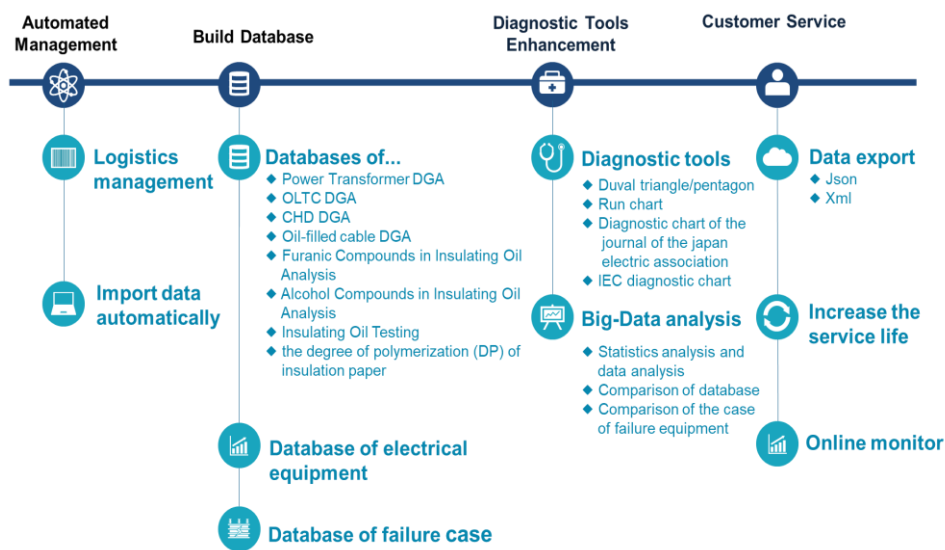 Automated
Management
Logistics
management
Import data
automatically
Build Database
Databases of...
Power Transformer DGA
OLTC DGA
CHD DGA
Oil-filled cable DGA
Furanic Compounds in Insulating Oil
Analysis
Alcohol Compounds in Insulating Oil
Analysis
Insulating Oil Testing
the degree of polymerization (DP) of
insulation paper
Database of electrical
equipment
Database of failure case
Diagnostic Tools
Enhancement
Diagnostic tools
Duval triangle/pentagon
Run chart
Diagnostic chart of the
journal of the japan
electric association
IEC diagnostic chart
Big-Data analysis
Statistics analysis and
data analysis
Comparison of database
Comparison of the case
of failure equipment
Customer Service
Data export
Json
Xml
Increase the
service life
Online monitor